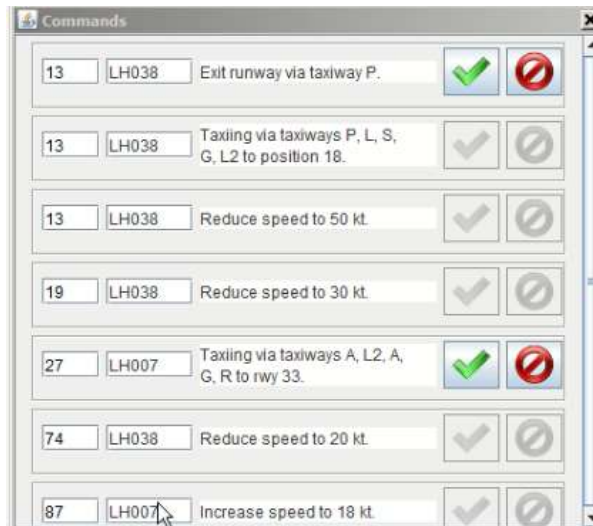 Commands
13 LH038 Exit runway via taxiway P.
13 LH038 Taxiing via taxiways P, L, S,
G, L2 to position 18.
13 LH038 Reduce speed to 50 kt.
19 LH038 Reduce speed to 30 kt.
27 LH007 Taxiing via taxiways A, L2, A,
G, R to rwy 33.
74 LH038 Reduce speed to 20 kt.
87 LH007 Increase speed to 18 kt.